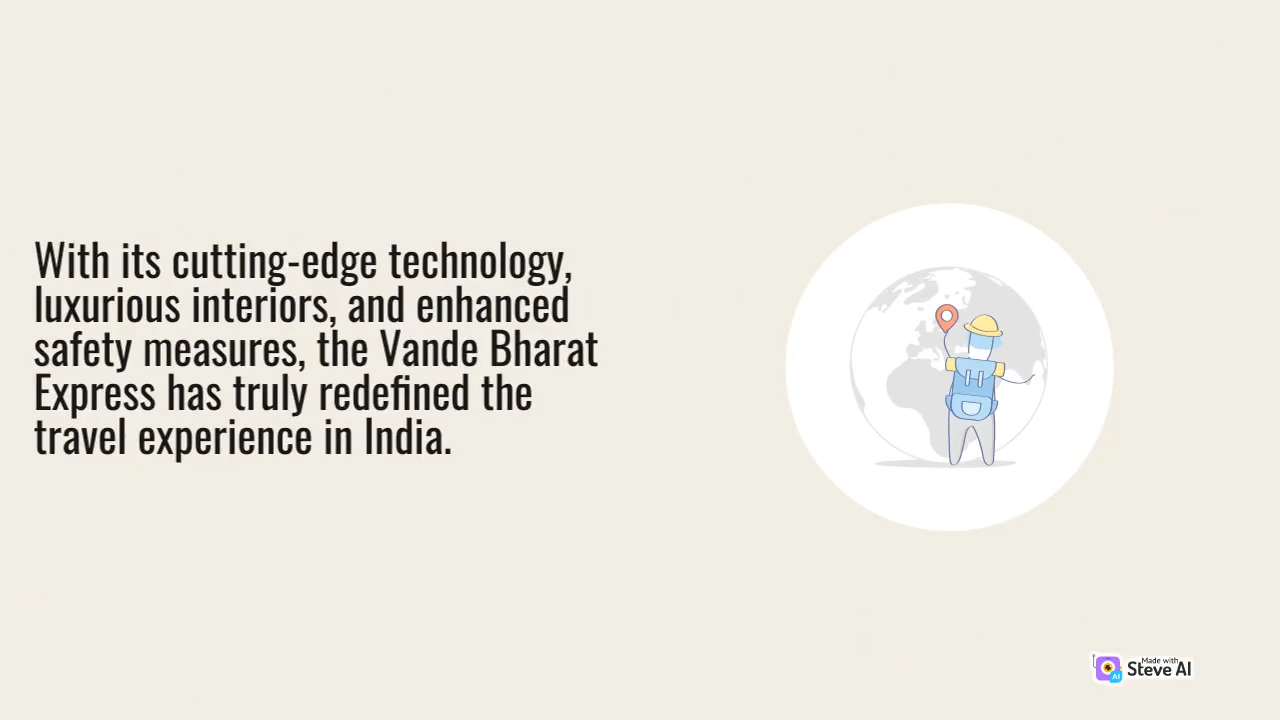 With its cutting-edge technology,
luxurious interiors, and enhanced
safety measures, the Vande Bharat
Express has truly redefined the
travel experience in India.
Made with
Steve AI
AI